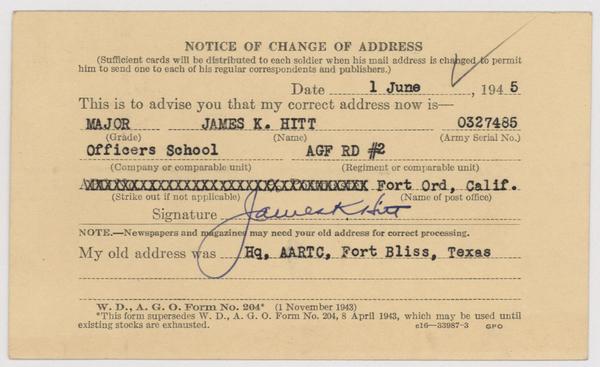 NOTICE OF CHANGE OF ADDRESS
(Sufficient cards will be distributed to each soldier when his mail address is changed to permit
him to send one to each of his regular correspondents and publishers.)
Date 1 June , 1945
This is to advise you that my correct address now is—
MAJOR JAMES K. HITT 0327485
(Grade) (Name) (Army Serial No.)
Officers School AGF RD #2
(Company or comparable unit) (Regiment or comparable unit)
Fort Ord, Calif.
(Strike out if not applicable) (Name of post office)
Signature James K Hitt
NOTE.—Newspapers and magazines may need your old address for correct processing.
My old address was Hq, AARTC, Fort Bliss, Texas
W. D., A. G. O. Form No. 204* (1 November 1943)
*This form supersedes W. D., A. G. O. Form No. 204, 8 April 1943, which may be used until
existing stocks are exhausted. c16—33987-3 GPO